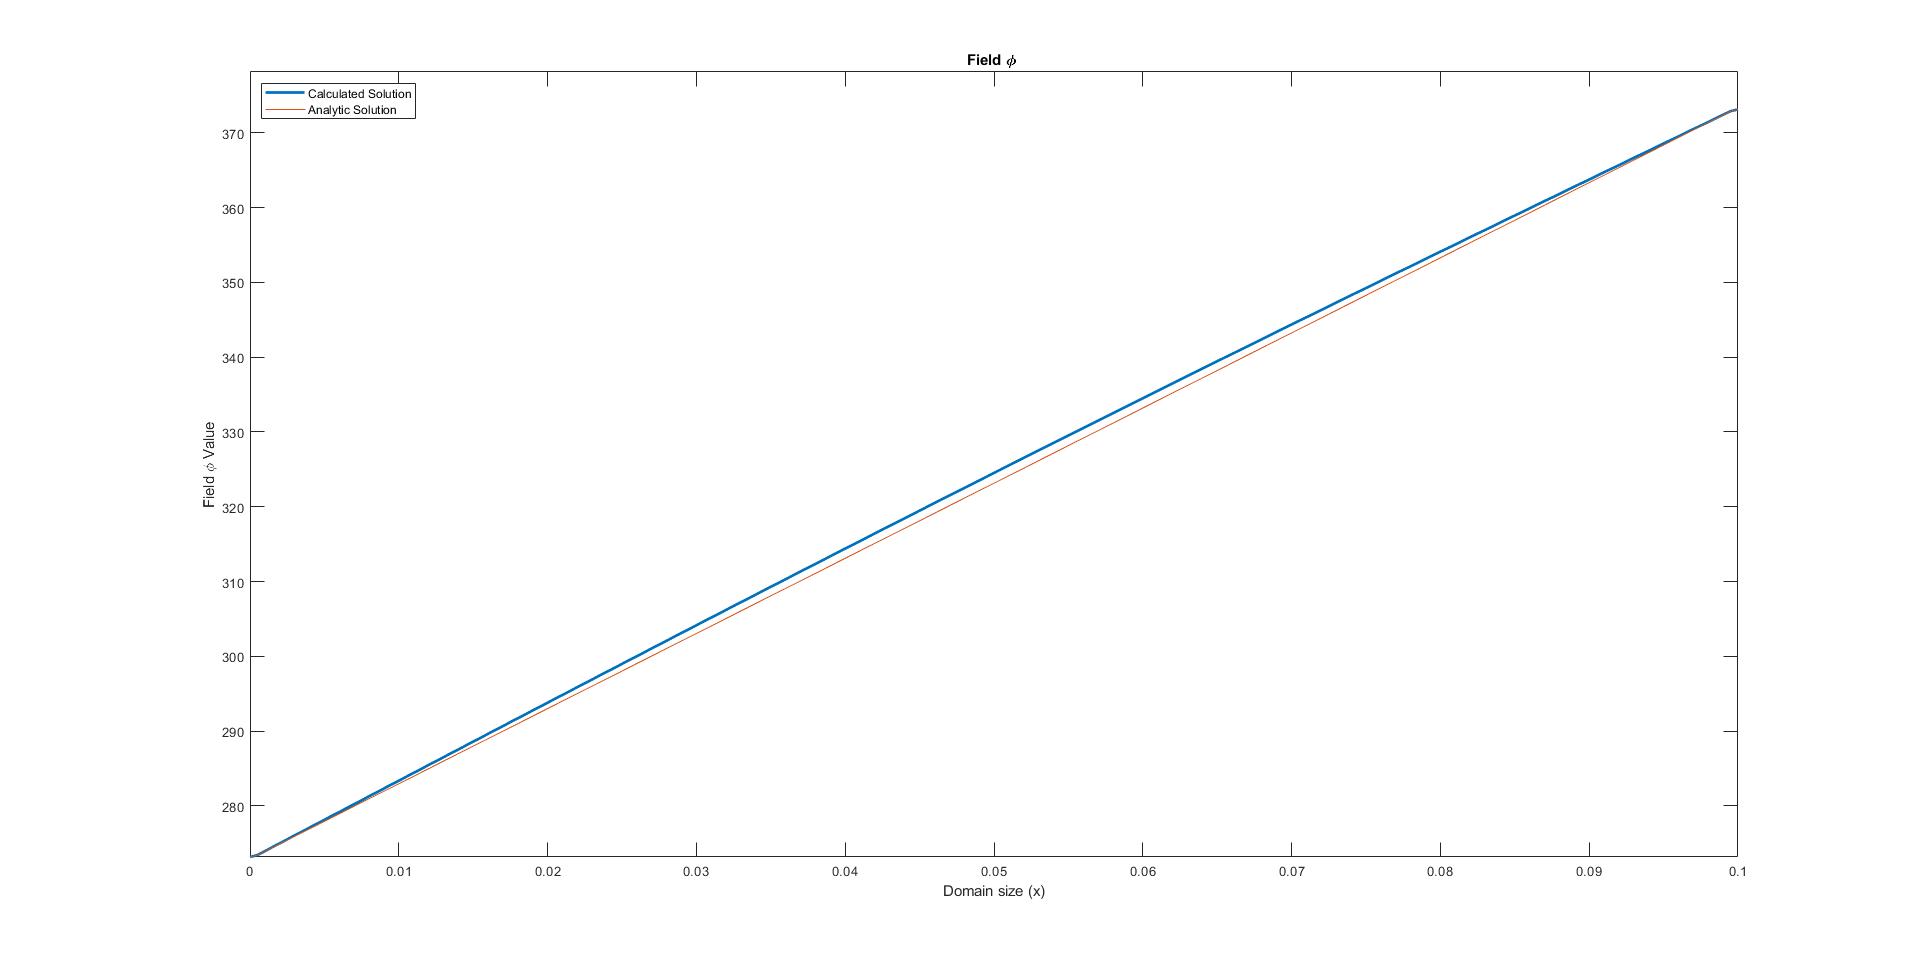 Field ϕ
Calculated Solution
Analytic Solution
370
360
350
340
330
320
310
300
290
280
Field ϕ Value
0 0.01 0.02 0.03 0.04 0.05 0.06 0.07 0.08 0.09 0.1
Domain size (x)